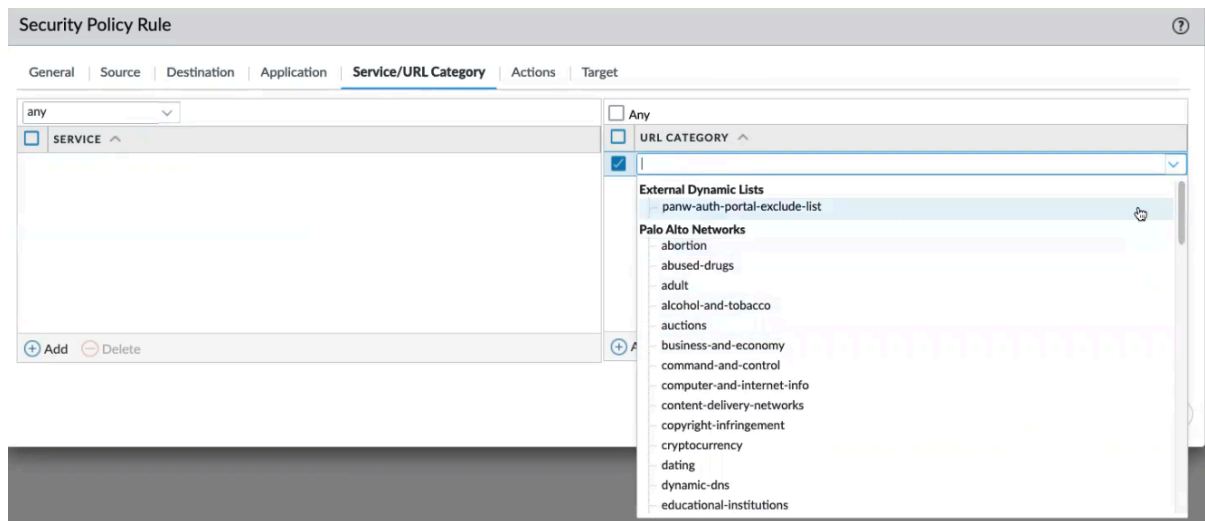 Security Policy Rule
General Source Destination Application Service/URL Category Actions Target
any
Any
SERVICE
URL CATEGORY
External Dynamic Lists
panw-auth-portal-exclude-list
Palo Alto Networks
abortion
abused-drugs
adult
alcohol-and-tobacco
auctions
business-and-economy
command-and-control
computer-and-internet-info
content-delivery-networks
copyright-infringement
cryptocurrency
dating
dynamic-dns
educational-institutions
Add Delete